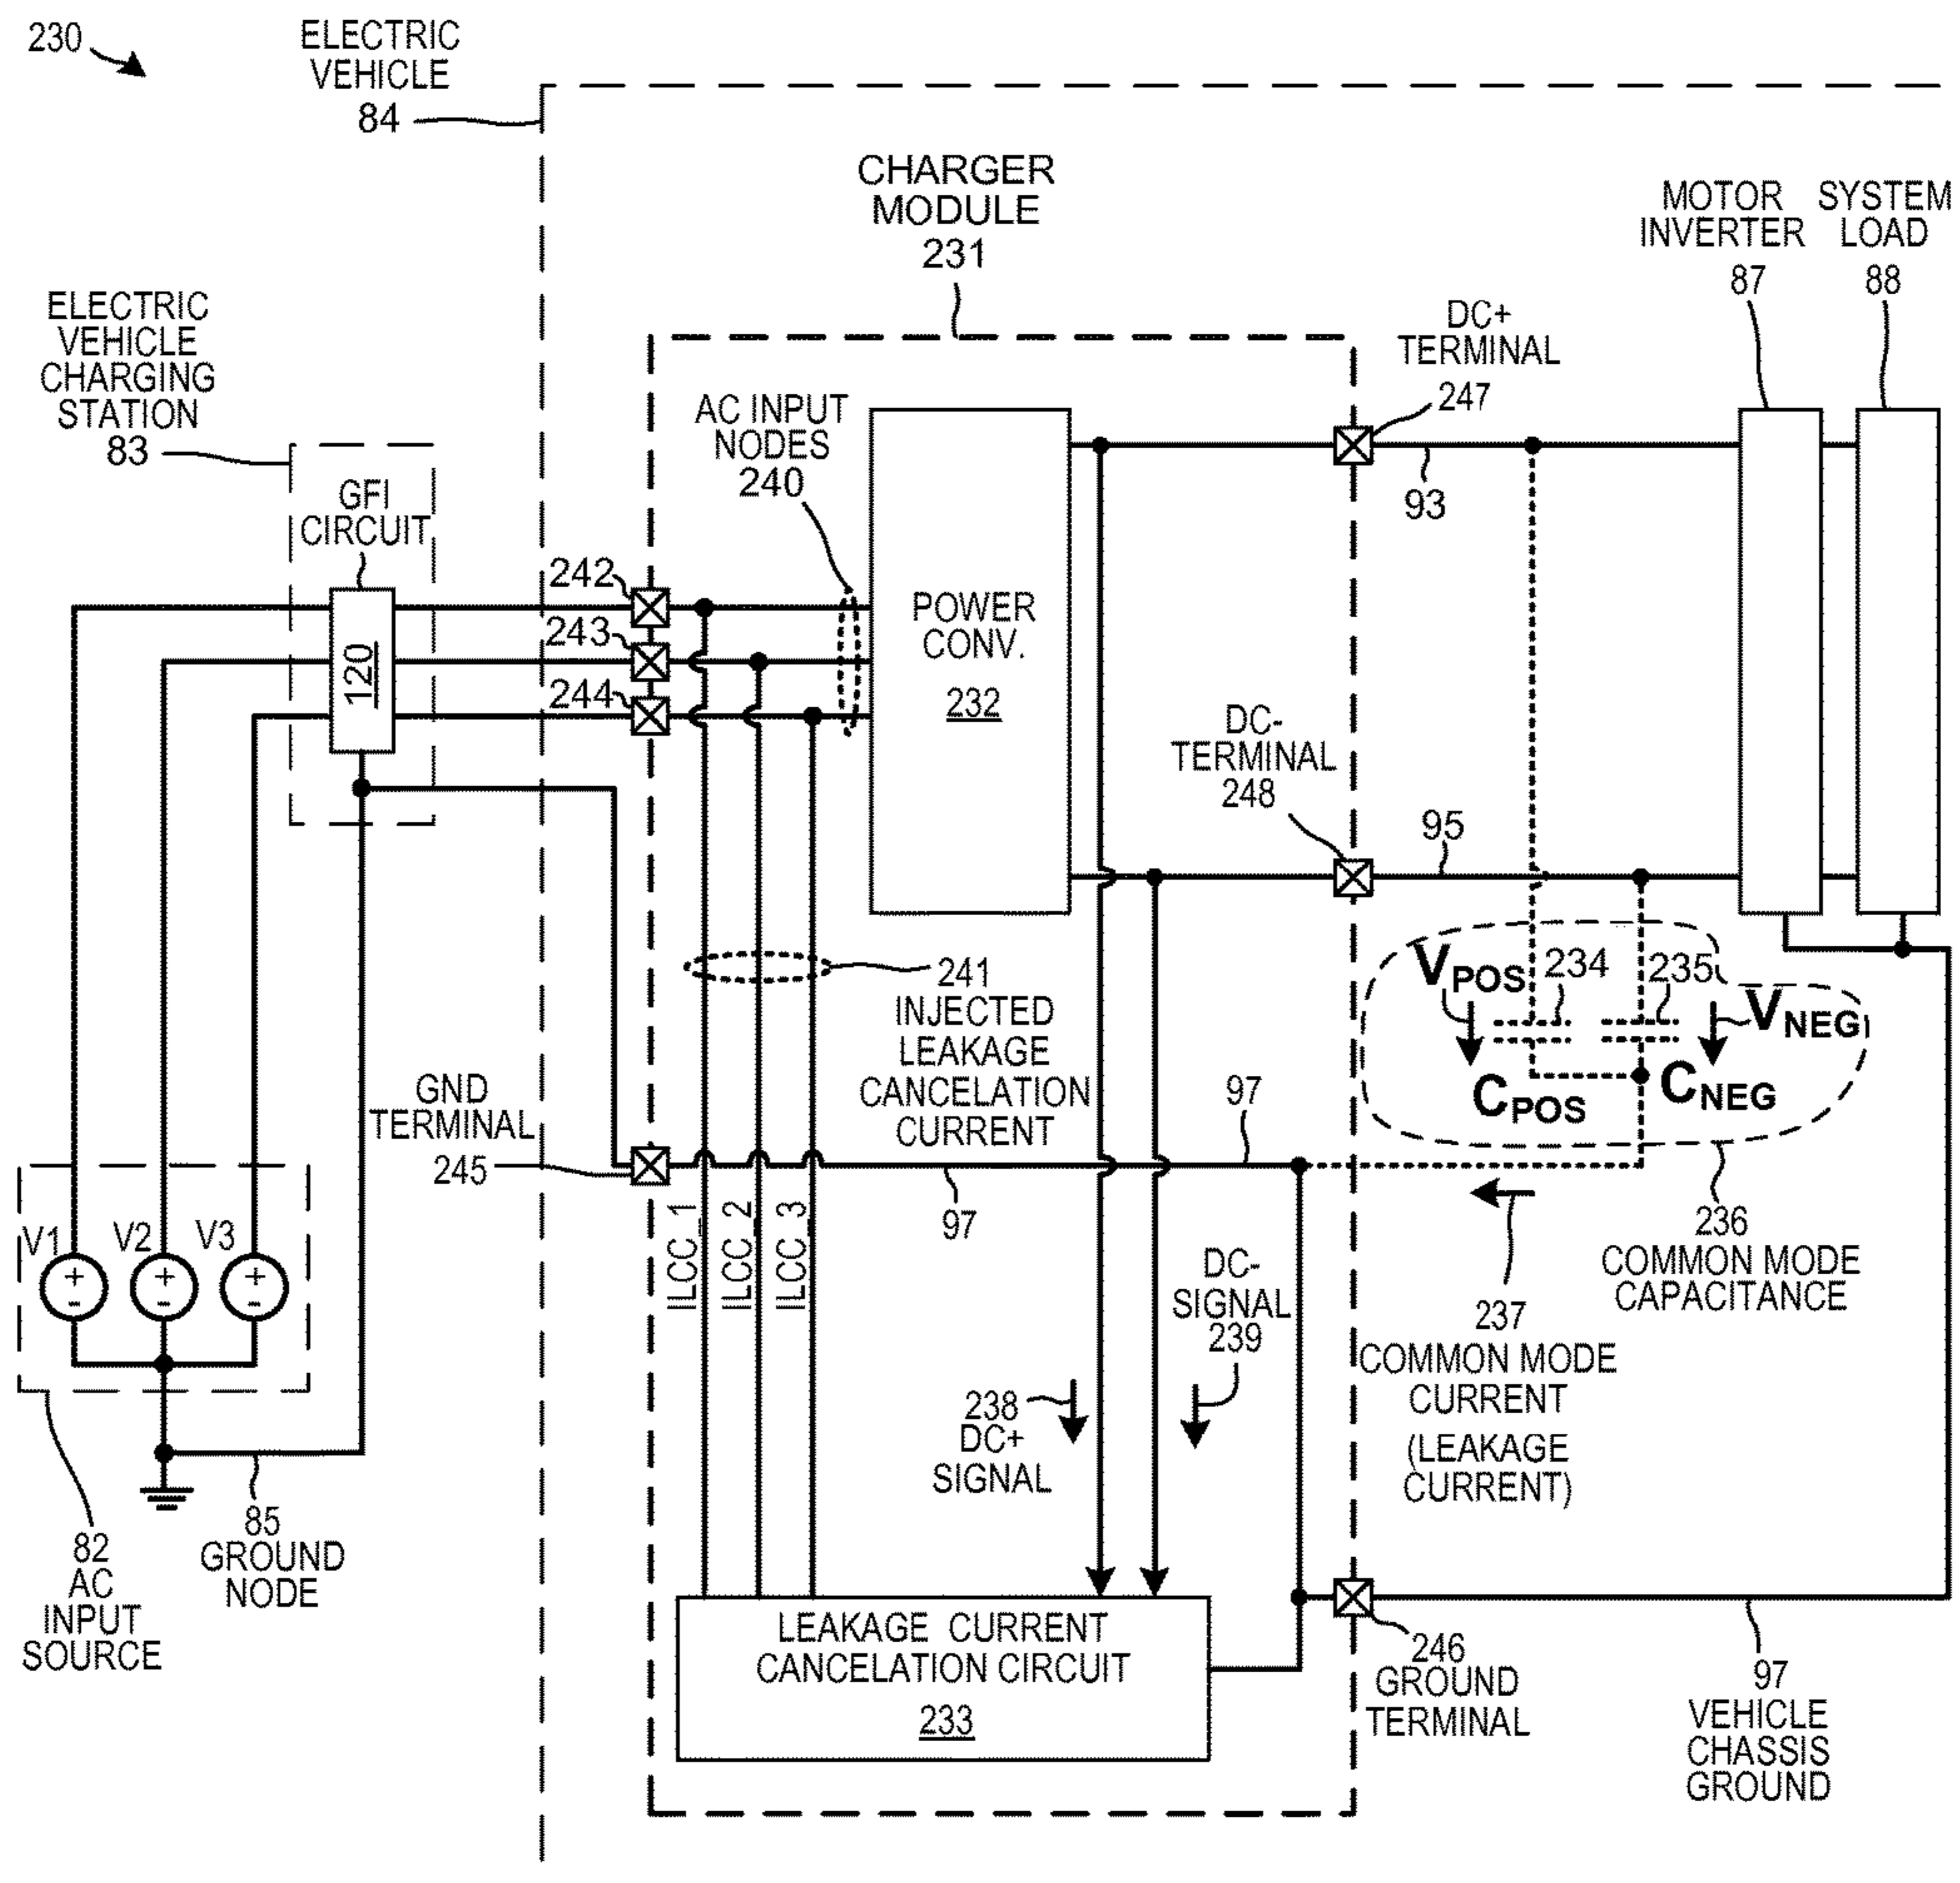 230
ELECTRIC
VEHICLE
84
CHARGER
MODULE
231
MOTOR
INVERTER
87
SYSTEM
LOAD
88
ELECTRIC
VEHICLE
CHARGING
STATION
83
GFI
CIRCUIT
120
AC INPUT
NODES
240
DC+
TERMINAL
247
93
242
243
244
POWER
CONV.
232
DC-
TERMINAL
248
95
241
INJECTED
LEAKAGE
CANCELATION
CURRENT
VPOS
234
235
VNEG
CPOS
CNEG
GND
TERMINAL
245
97
97
236
COMMON MODE
CAPACITANCE
V1
V2
V3
ILCC_1
ILCC_2
ILCC_3
DC-
SIGNAL
239
237
COMMON MODE
CURRENT
(LEAKAGE
CURRENT)
238
DC+
SIGNAL
82
AC
INPUT
SOURCE
85
GROUND
NODE
LEAKAGE CURRENT
CANCELATION CIRCUIT
233
246
GROUND
TERMINAL
97
VEHICLE
CHASSIS
GROUND